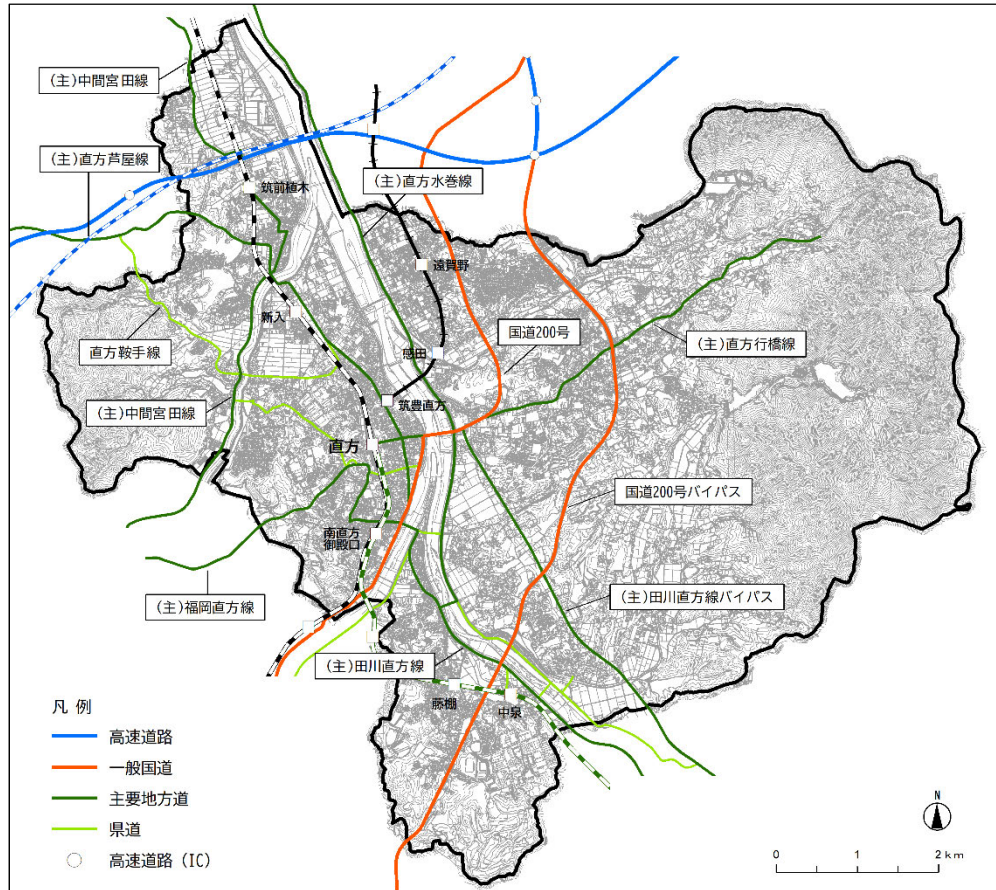 (主)中間宮田線
(主)直方芦屋線
筑前植木
(主)直方水巻線
遠賀野
新入
国道200号
(主)直方行橋線
直方鞍手線
感田
(主)中間宮田線
筑豊直方
直方
国道200号バイパス
南直方
御殿口
(主)福岡直方線
(主)田川直方線バイパス
(主)田川直方線
藤棚
中泉
凡 例
高速道路
一般国道
主要地方道
県道
高速道路（IC）
N
0 1 2km